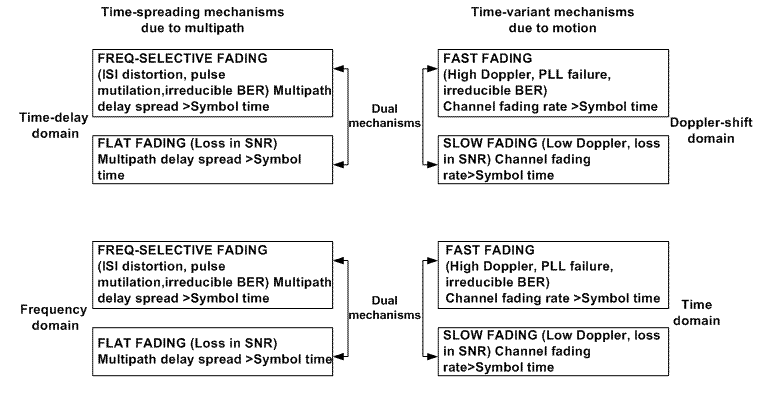 Time-spreading mechanisms
due to multipath
Time-variant mechanisms
due to motion
Time-delay
domain
FREQ-SELECTIVE FADING
(ISI distortion, pulse
mutilation,irreducible BER) Multipath
delay spread >Symbol time
FLAT FADING (Loss in SNR)
Multipath delay spread >Symbol
time
Dual
mechanisms
FAST FADING
(High Doppler, PLL failure,
irreducible BER)
Channel fading rate >Symbol time
SLOW FADING (Low Doppler, loss
in SNR) Channel fading
rate>Symbol time
Doppler-shift
domain
Frequency
domain
FREQ-SELECTIVE FADING
(ISI distortion, pulse
mutilation,irreducible BER) Multipath
delay spread >Symbol time
FLAT FADING (Loss in SNR)
Multipath delay spread >Symbol time
Dual
mechanisms
FAST FADING
(High Doppler, PLL failure,
irreducible BER)
Channel fading rate >Symbol time
SLOW FADING (Low Doppler, loss
in SNR) Channel fading
rate>Symbol time
Time
domain